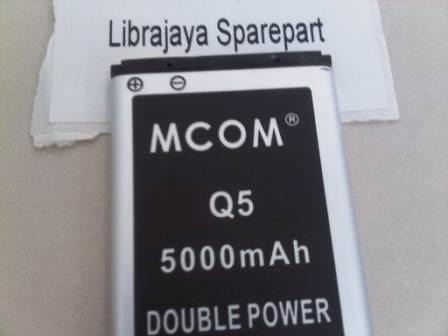 Librajaya Sparepart
⊕ ⊖
MCOM®
Q5
5000mAh
DOUBLE POWER